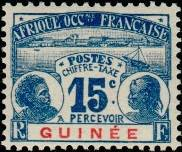 AFRIQUE OCCLE FRANÇAISE
POSTES
CHIFFRE-TAXE
15c
A PERCEVOIR
R F
GUINÉE